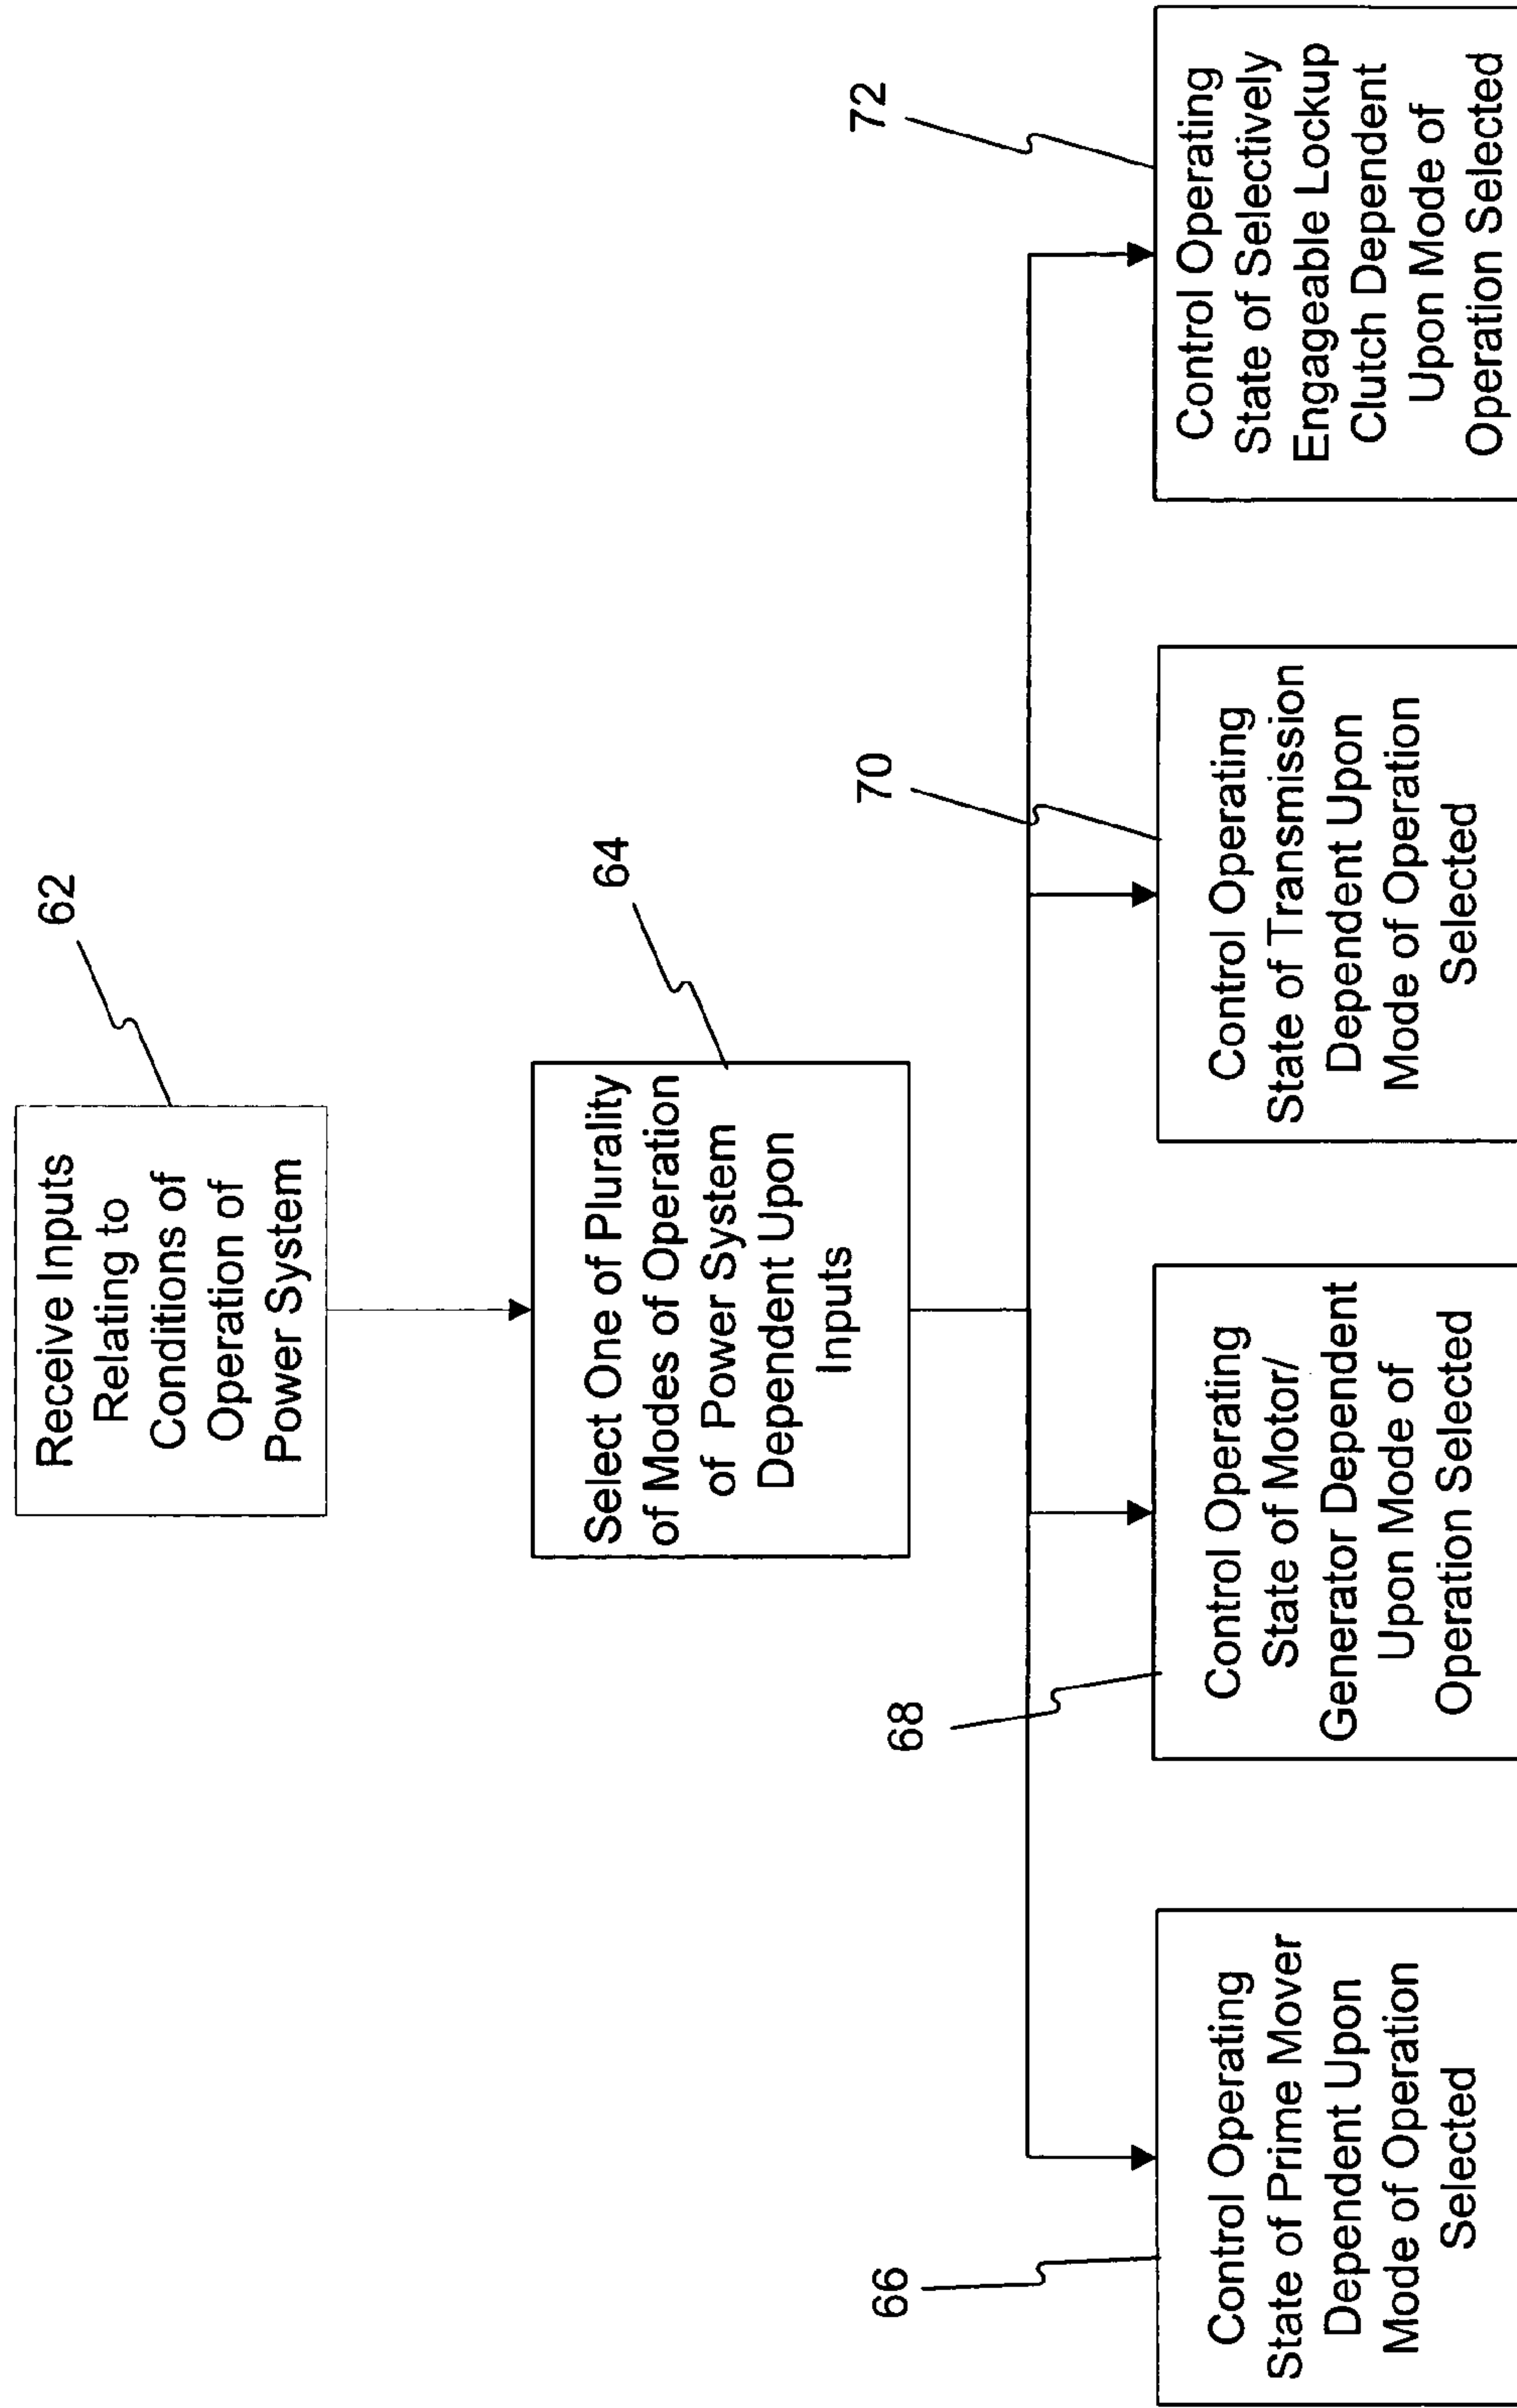 62
Receive Inputs
Relating to
Conditions of
Operation of
Power System
64
Select One of Plurality
of Modes of Operation
of Power System
Dependent Upon
Inputs
66
Control Operating
State of Prime Mover
Dependent Upon
Mode of Operation
Selected
68
Control Operating
State of Motor/
Generator Dependent
Upon Mode of
Operation Selected
70
Control Operating
State of Transmission
Dependent Upon
Mode of Operation
Selected
72
Control Operating
State of Selectively
Engageable Lockup
Clutch Dependent
Upon Mode of
Operation Selected